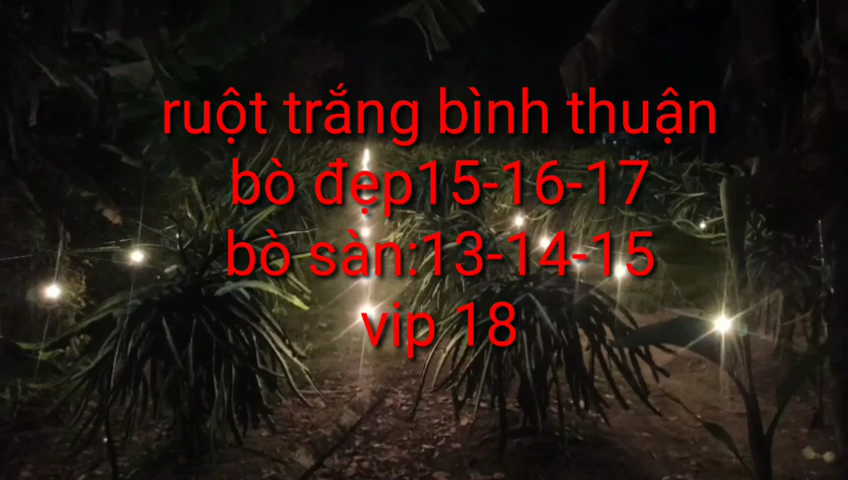 ruột trắng bình thuận
bò đẹp15-16-17
bò sàn:13-14-15
vip 18